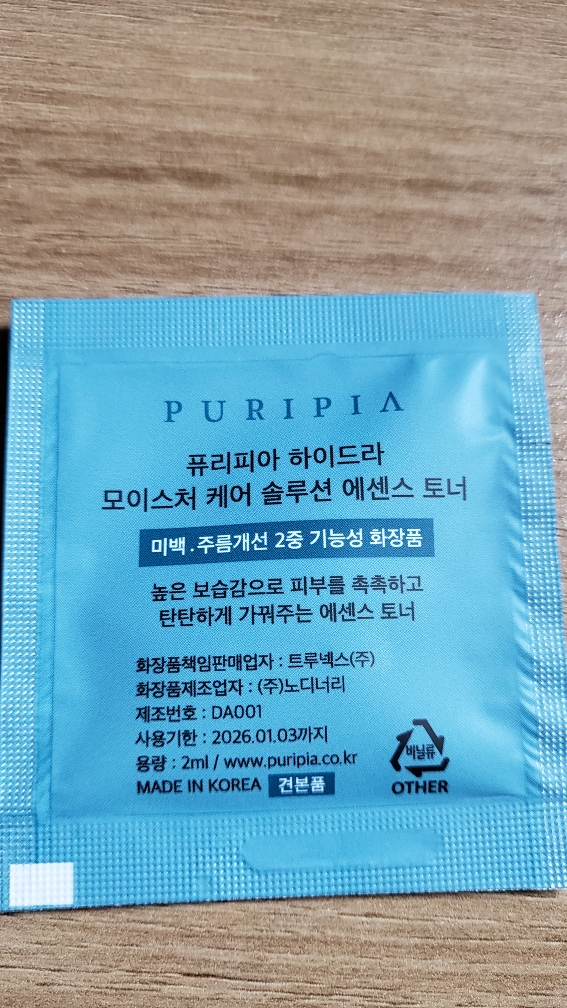 PURIPIA
퓨리피아 하이드라
모이스처 케어 솔루션 에센스 토너
미백.주름개선 2중 기능성 화장품
높은 보습감으로 피부를 촉촉하고
탄탄하게 가꿔주는 에센스 토너
화장품책임판매업자 : 트루넥스(주)
화장품제조업자 : (주)노디너리
제조번호 : DA001
사용기한 : 2026.01.03까지
용량 : 2ml / www.puripia.co.kr
MADE IN KOREA 견본품
비닐류
OTHER